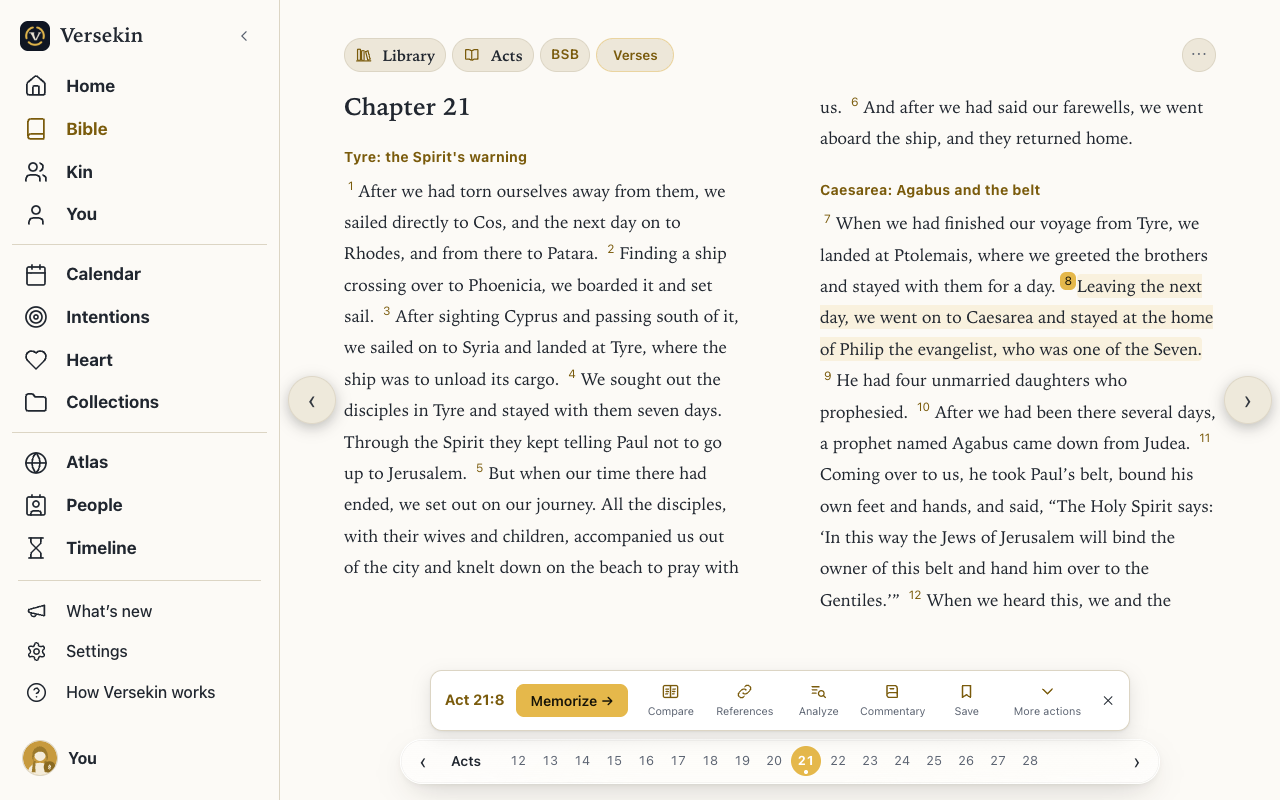 Versekin
Home
Bible
Kin
You
Calendar
Intentions
Heart
Collections
Atlas
People
Timeline
What's new
Settings
How Versekin works
You
Library
Acts
BSB
Verses
Chapter 21
Tyre: the Spirit's warning
1 After we had torn ourselves away from them, we
sailed directly to Cos, and the next day on to
Rhodes, and from there to Patara. 2 Finding a ship
crossing over to Phoenicia, we boarded it and set
sail. 3 After sighting Cyprus and passing south of it,
we sailed on to Syria and landed at Tyre, where the
ship was to unload its cargo. 4 We sought out the
disciples in Tyre and stayed with them seven days.
Through the Spirit they kept telling Paul not to go
up to Jerusalem. 5 But when our time there had
ended, we set out on our journey. All the disciples,
with their wives and children, accompanied us out
of the city and knelt down on the beach to pray with
us. 6 And after we had said our farewells, we went
aboard the ship, and they returned home.
Caesarea: Agabus and the belt
7 When we had finished our voyage from Tyre, we
landed at Ptolemais, where we greeted the brothers
and stayed with them for a day. 8 Leaving the next
day, we went on to Caesarea and stayed at the home
of Philip the evangelist, who was one of the Seven.
9 He had four unmarried daughters who
prophesied. 10 After we had been there several days,
a prophet named Agabus came down from Judea. 11
Coming over to us, he took Paul’s belt, bound his
own feet and hands, and said, “The Holy Spirit says:
‘In this way the Jews of Jerusalem will bind the
owner of this belt and hand him over to the
Gentiles.’” 12 When we heard this, we and the
Act 21:8
Memorize →
Compare
References
Analyze
Commentary
Save
More actions
Acts 12 13 14 15 16 17 18 19 20 21 22 23 24 25 26 27 28